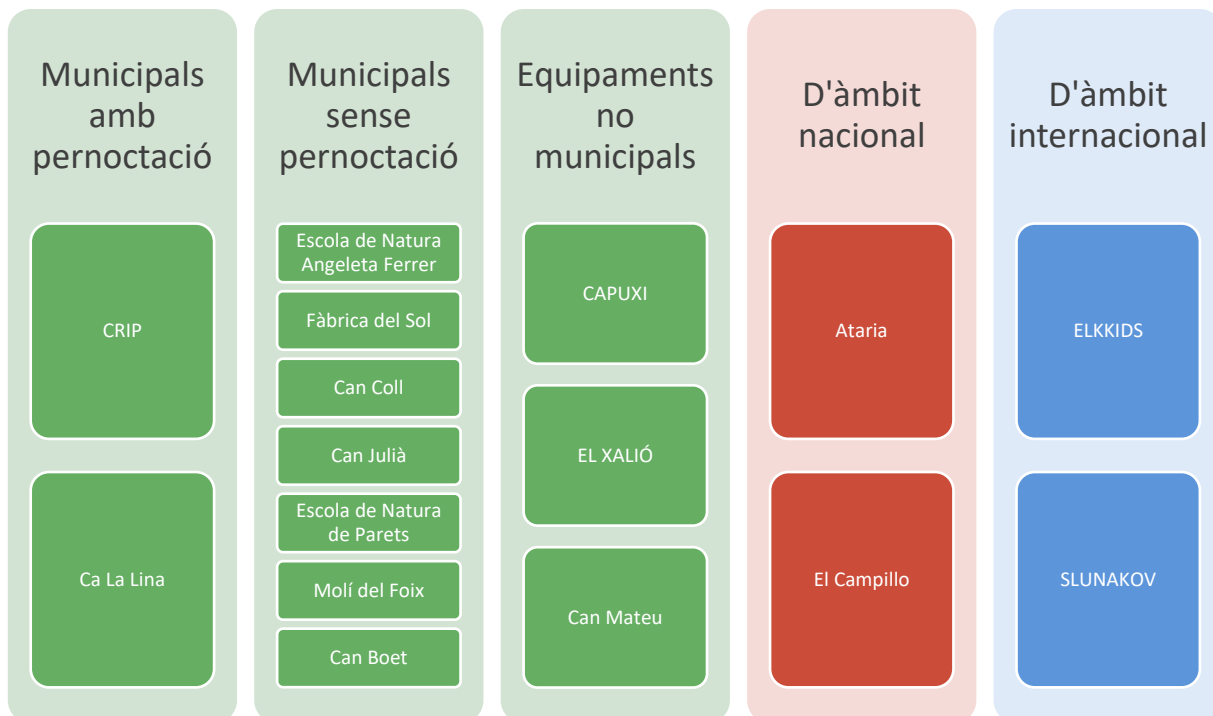 Municipals
amb
pernoctació
CRIP
Ca La Lina
Municipals
sense
pernoctació
Escola de Natura
Angeleta Ferrer
Fàbrica del Sol
Can Coll
Can Julià
Escola de Natura
de Parets
Molí del Foix
Can Boet
Equipaments
no
municipals
CAPUXI
EL XALIÓ
Can Mateu
D'àmbit
nacional
Ataria
El Campillo
D'àmbit
internacional
ELKKIDS
SLUNAKOV